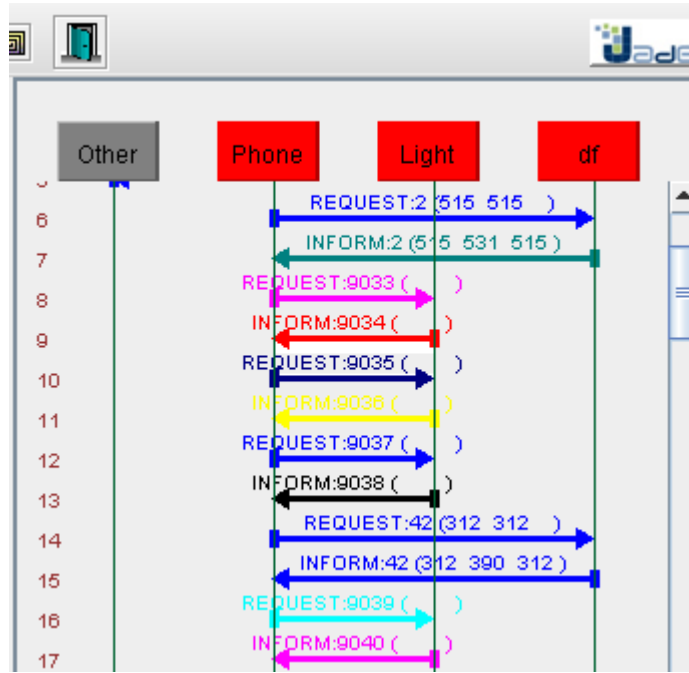 Jade
Other Phone Light df
6 REQUEST:2 (515 515 )
7 INFORM:2 (515 531 515)
8 REQUEST:9033 ( )
9 INFORM:9034 ( )
10 REQUEST:9035 ( )
11 INFORM:9036 ( )
12 REQUEST:9037 ( )
13 INFORM:9038 ( )
14 REQUEST:42 (312 312 )
15 INFORM:42 (312 390 312)
16 REQUEST:9039 ( )
17 INFORM:9040 ( )